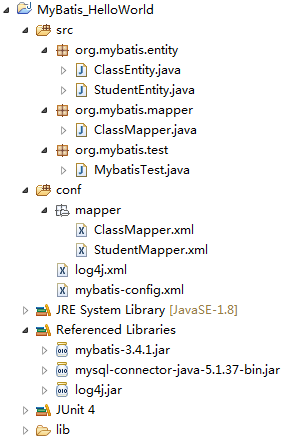 MyBatis_HelloWorld
src
org.mybatis.entity
ClassEntity.java
StudentEntity.java
org.mybatis.mapper
ClassMapper.java
org.mybatis.test
MybatisTest.java
conf
mapper
ClassMapper.xml
StudentMapper.xml
log4j.xml
mybatis-config.xml
JRE System Library [JavaSE-1.8]
Referenced Libraries
mybatis-3.4.1.jar
mysql-connector-java-5.1.37-bin.jar
log4j.jar
JUnit 4
lib